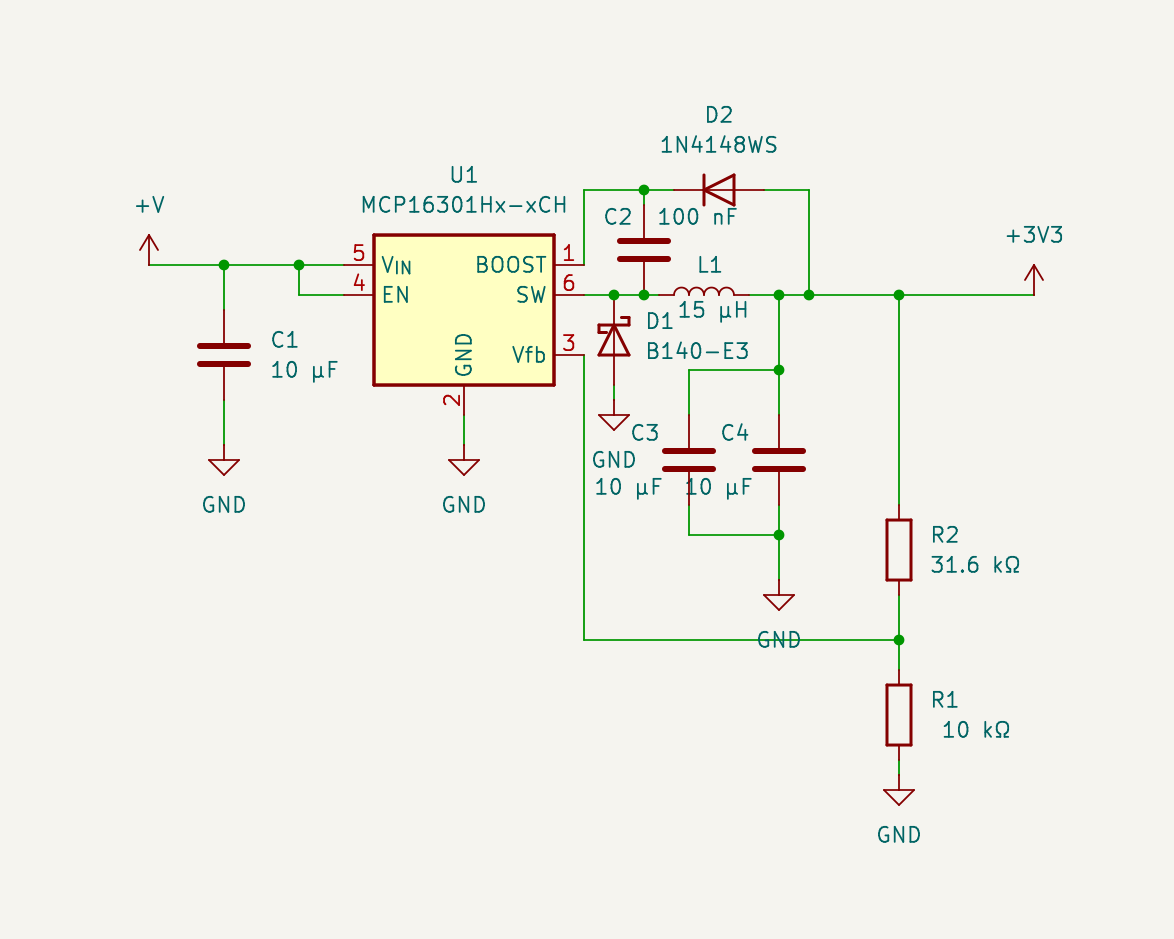 D2
1N4148WS
U1
MCP16301Hx-xCH
+V
C2 100 nF
+3V3
5
VIN
BOOST
1
4
EN
SW
6
L1
15 µH
D1
B140-E3
C1
10 µF
GND
Vfb
3
2
C3
C4
GND
10 µF
10 µF
GND
GND
R2
31.6 kΩ
GND
R1
10 kΩ
GND